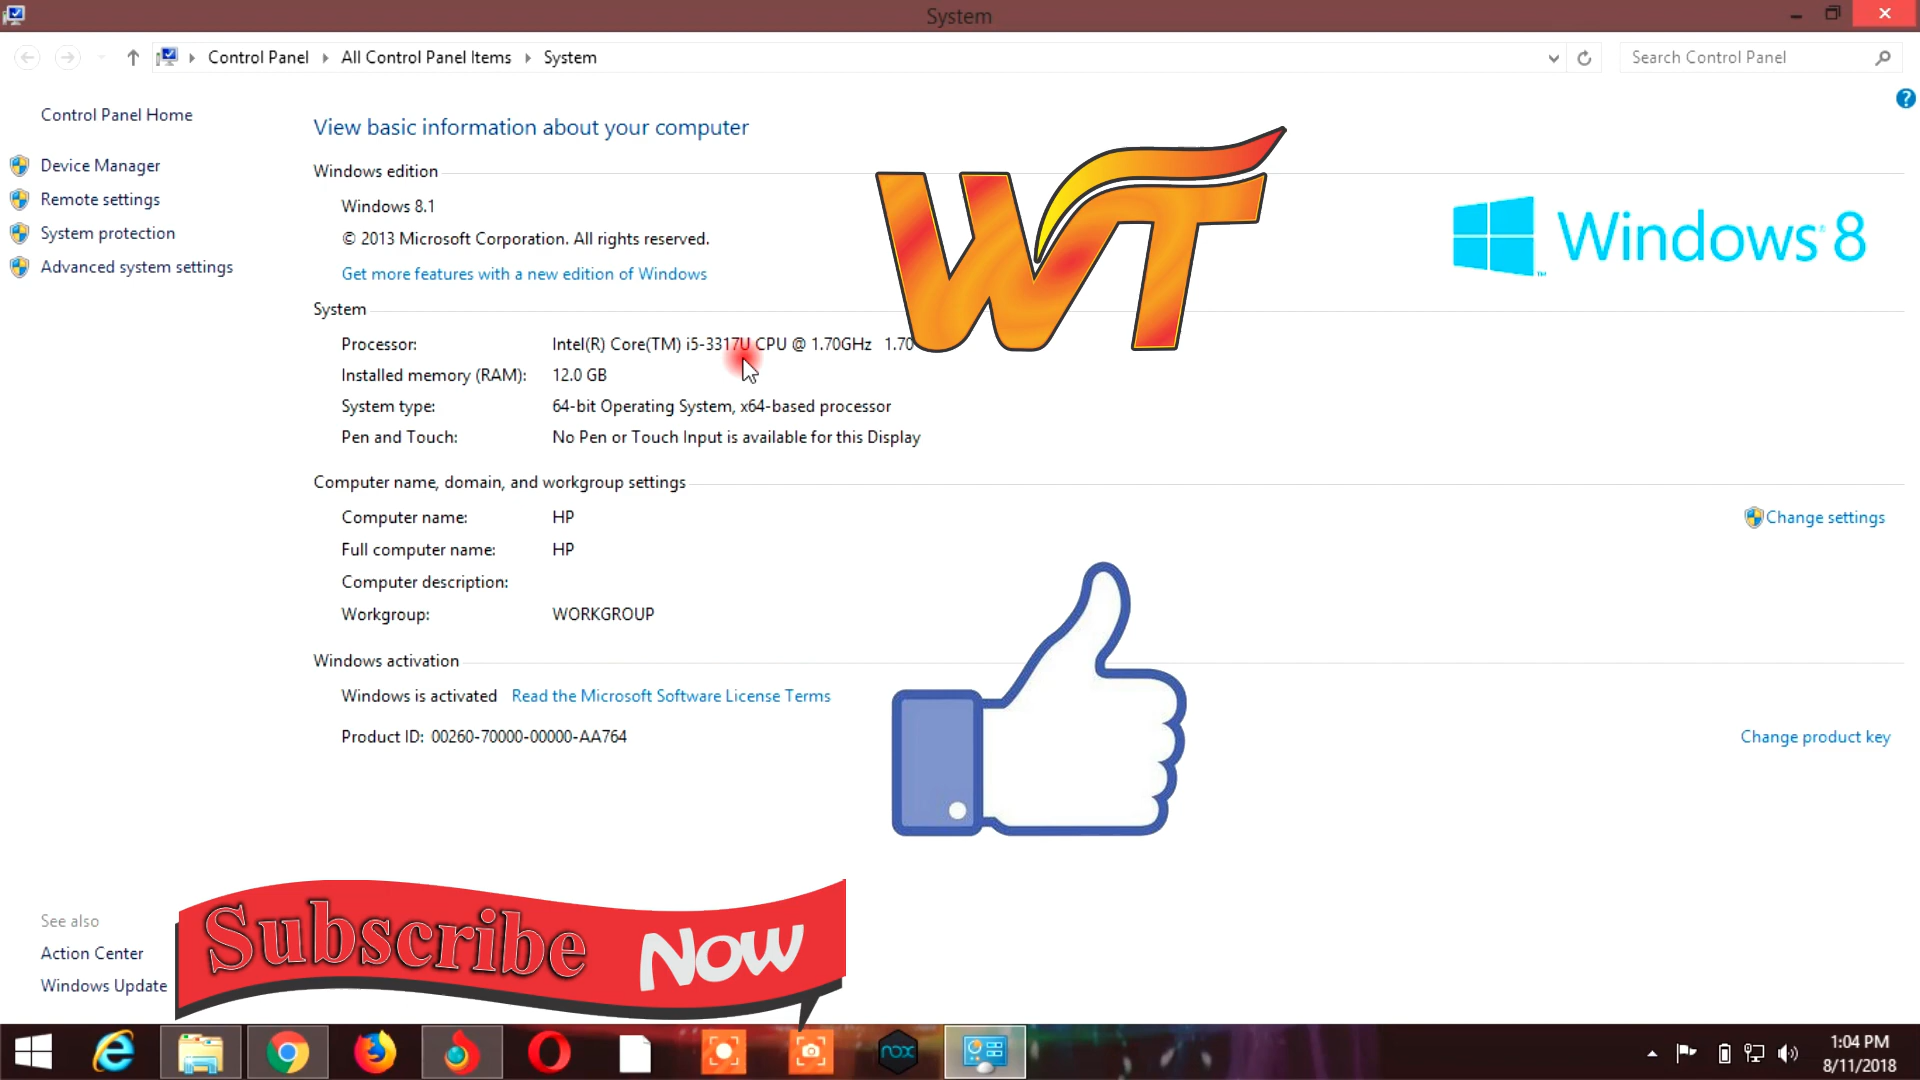 System
Control Panel
All Control Panel Items
System
Search Control Panel
?
Control Panel Home
Device Manager
Remote settings
System protection
Advanced system settings
View basic information about your computer
Windows edition
Windows 8.1
© 2013 Microsoft Corporation. All rights reserved.
Get more features with a new edition of Windows
WT
Windows 8
System
Processor: Intel(R) Core(TM) i5-3317U CPU @ 1.70GHz 1.70
Installed memory (RAM): 12.0 GB
System type: 64-bit Operating System, x64-based processor
Pen and Touch: No Pen or Touch Input is available for this Display
Computer name, domain, and workgroup settings
Computer name: HP
Change settings
Full computer name: HP
Computer description:
Workgroup: WORKGROUP
Windows activation
Windows is activated Read the Microsoft Software License Terms
Product ID: 00260-70000-00000-AA764
Change product key
See also
Action Center
Windows Update
Subscribe Now
nox
1:04 PM
8/11/2018